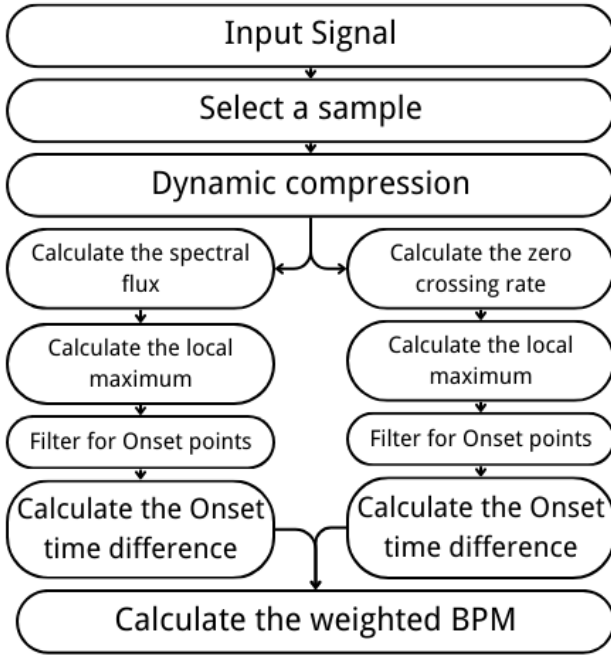 Input Signal
Select a sample
Dynamic compression
Calculate the spectral
flux
Calculate the local
maximum
Filter for Onset points
Calculate the Onset
time difference
Calculate the zero
crossing rate
Calculate the local
maximum
Filter for Onset points
Calculate the Onset
time difference
Calculate the weighted BPM